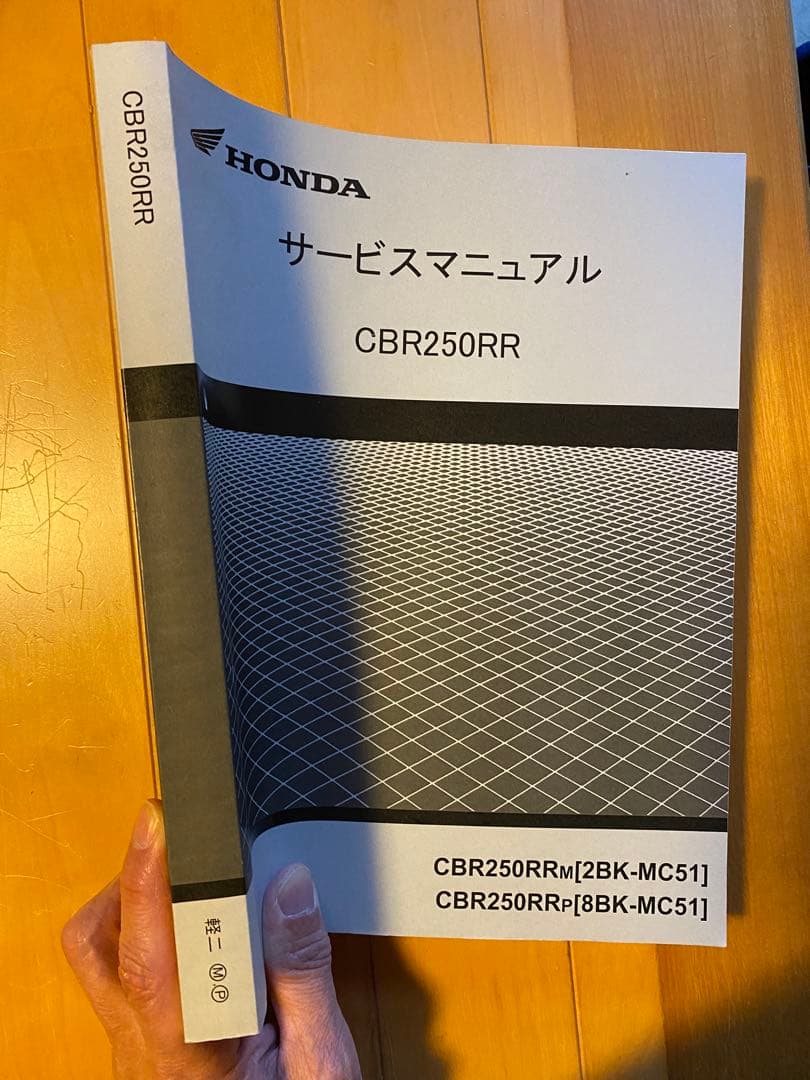 CBR250RR
軽二 Ⓜ,Ⓟ
HONDA
サービスマニュアル
CBR250RR
CBR250RRM[2BK-MC51]
CBR250RRP[8BK-MC51]